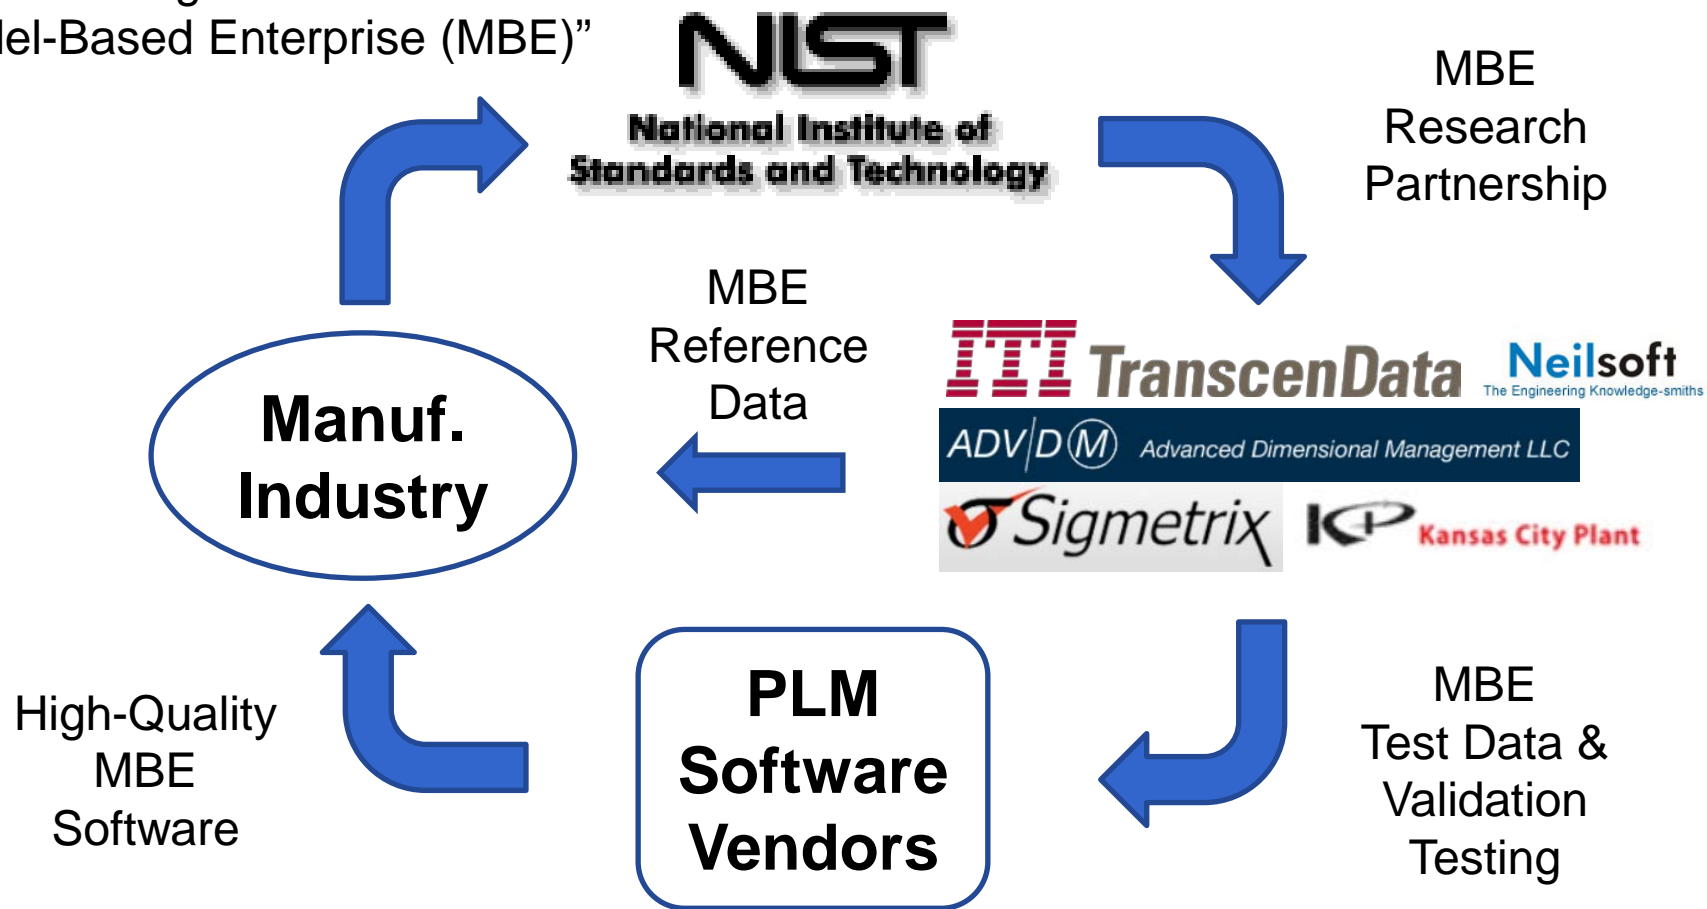 del-Based Enterprise (MBE)”
NIST
National Institute of
Standards and Technology
MBE
Research
Partnership
MBE
Reference
Data
ITI TranscenData
Neilsoft
The Engineering Knowledge-smiths
ADV/D(M) Advanced Dimensional Management LLC
Sigmetrix
KCP Kansas City Plant
Manuf.
Industry
High-Quality
MBE
Software
PLM
Software
Vendors
MBE
Test Data &
Validation
Testing